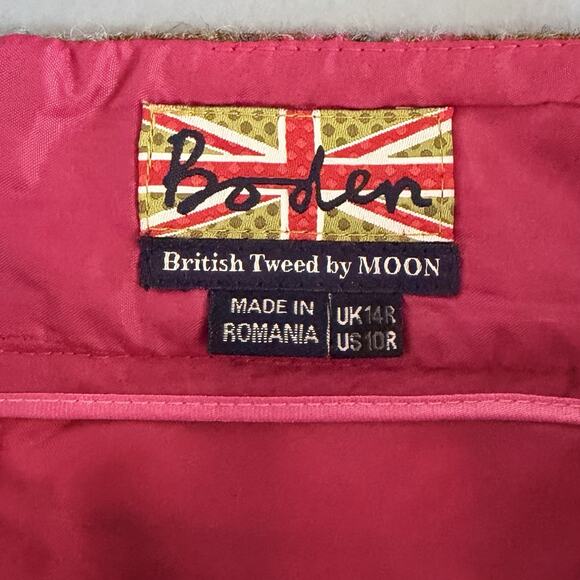 Boden
British Tweed by MOON
MADE IN
ROMANIA
UK14R
US10R